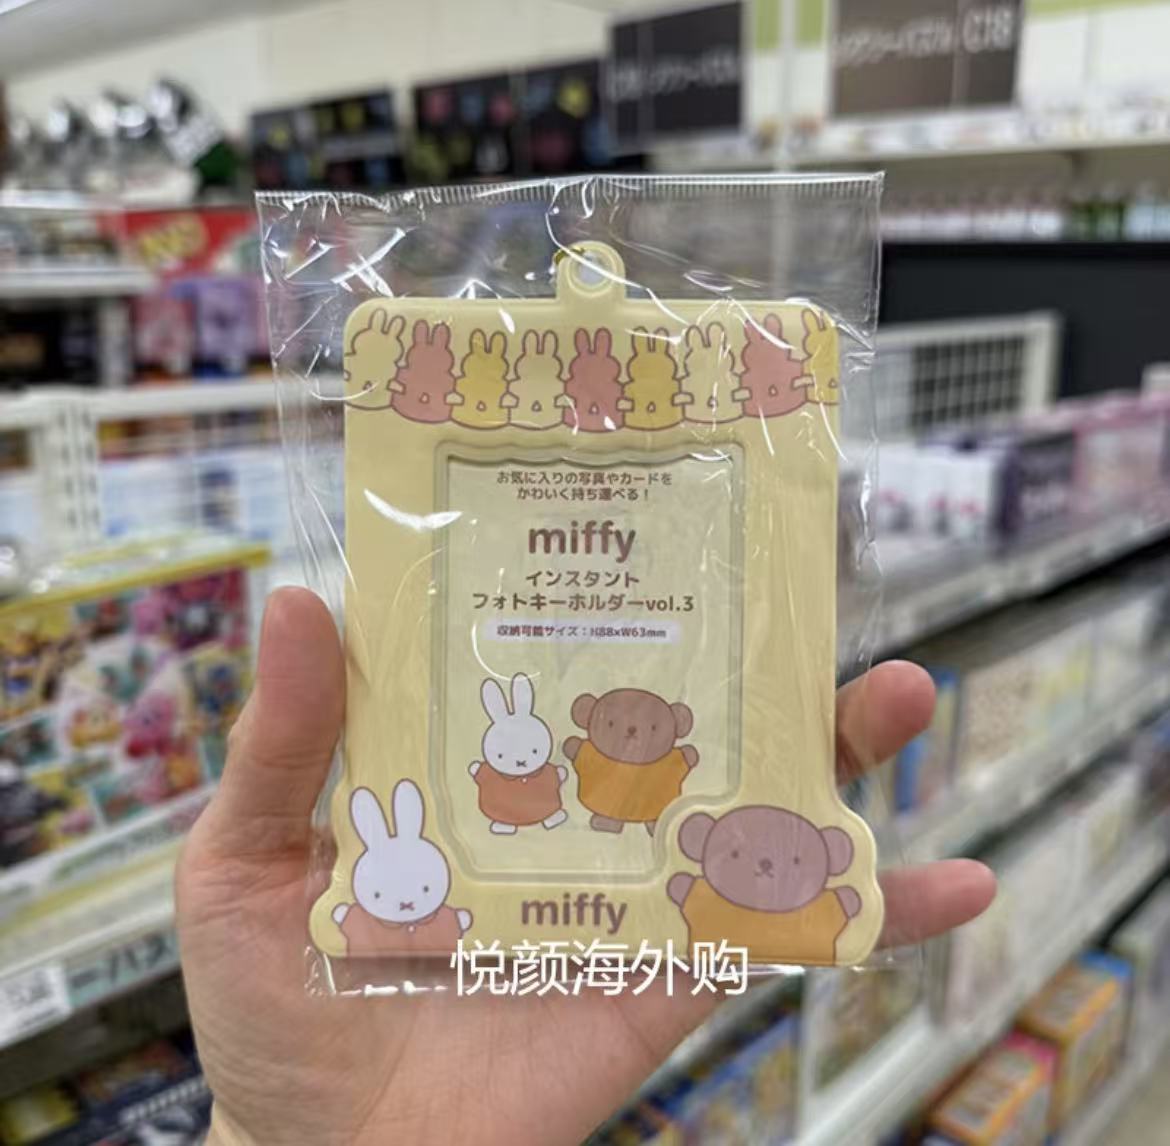 お気に入りの写真やカードを
かわいく持ち運べる！
miffy
インスタント
フォトキーホルダーvol.3
収納可能サイズ：H88×W63mm
miffy
悦颜海外购